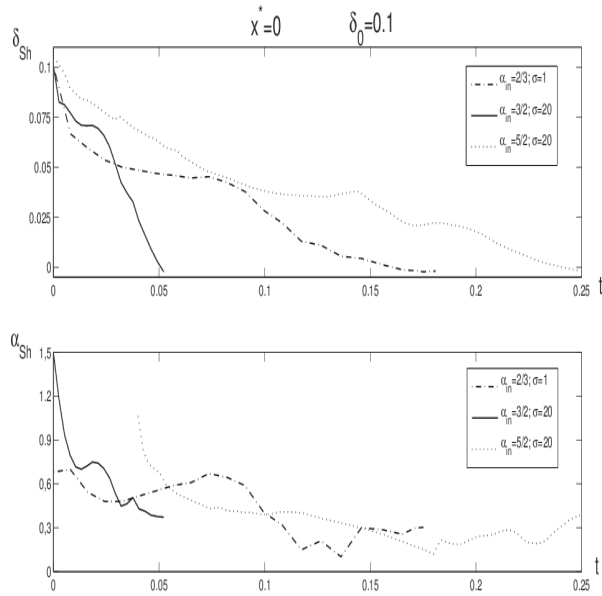 x*=0 δ0=0.1
δSh
0.1
0.075
0.05
0.025
0
αin=2/3; σ=1
αin=3/2; σ=20
αin=5/2; σ=20
0 0.05 0.1 0.15 0.2 0.25 t
αSh
1,5
1.2
0.9
0,6
0,3
0
αin=2/3; σ=1
αin=3/2; σ=20
αin=5/2; σ=20
0 0.05 0.1 0.15 0.2 0.25 t